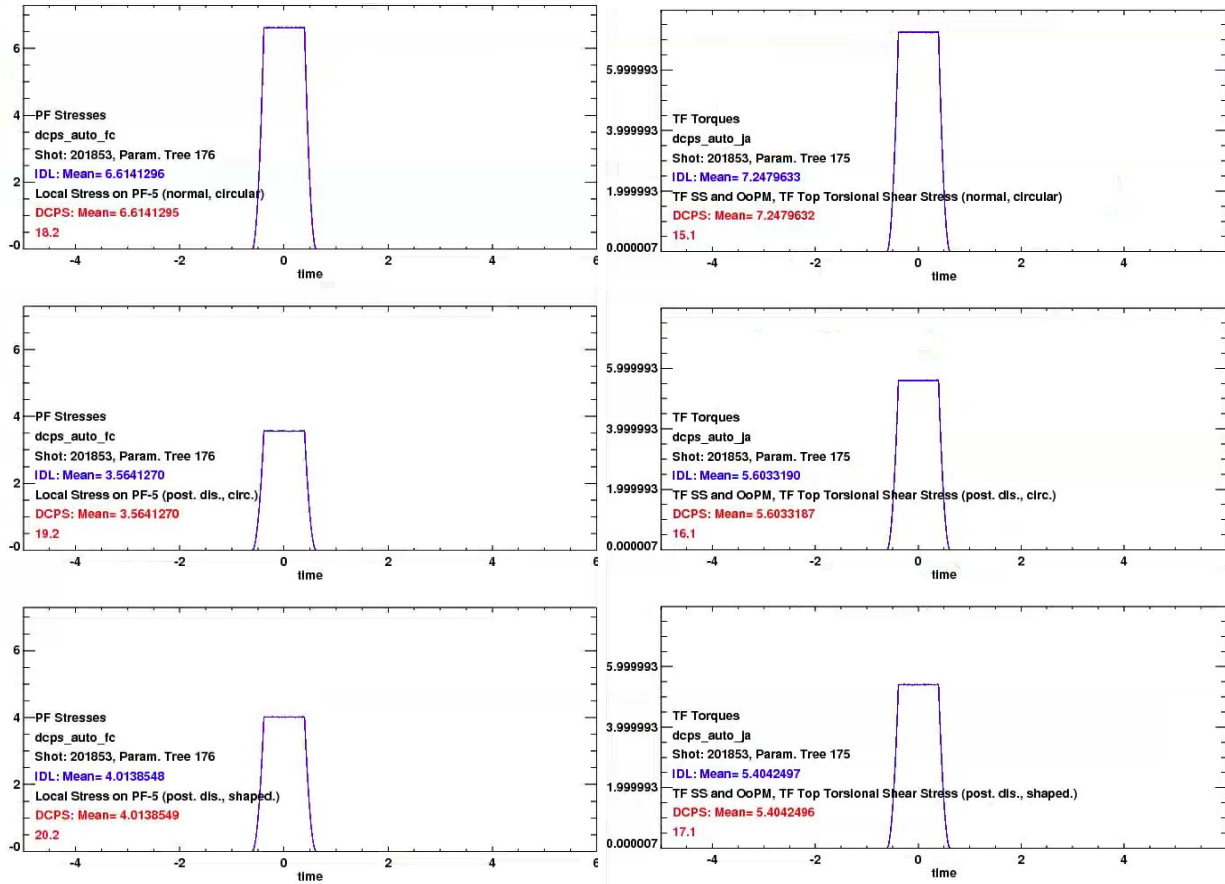 6
4
2
-0
PF Stresses
dcps_auto_fc
Shot: 201853, Param. Tree 176
IDL: Mean= 6.6141296
Local Stress on PF-5 (normal, circular)
DCPS: Mean= 6.6141295
18.2
-4 -2 0 2 4 6
time
5.999993
3.999993
1.999993
0.000007
TF Torques
dcps_auto_ja
Shot: 201853, Param. Tree 175
IDL: Mean= 7.2479633
TF SS and OoPM, TF Top Torsional Shear Stress (normal, circular)
DCPS: Mean= 7.2479632
15.1
-4 -2 0 2 4
time
6
4
2
-0
PF Stresses
dcps_auto_fc
Shot: 201853, Param. Tree 176
IDL: Mean= 3.5641270
Local Stress on PF-5 (post. dis., circ.)
DCPS: Mean= 3.5641270
19.2
-4 -2 0 2 4 6
time
5.999993
3.999993
1.999993
0.000007
TF Torques
dcps_auto_ja
Shot: 201853, Param. Tree 175
IDL: Mean= 5.6033190
TF SS and OoPM, TF Top Torsional Shear Stress (post. dis., circ.)
DCPS: Mean= 5.6033187
16.1
-4 -2 0 2 4
time
6
4
2
-0
PF Stresses
dcps_auto_fc
Shot: 201853, Param. Tree 176
IDL: Mean= 4.0138548
Local Stress on PF-5 (post. dis., shaped.)
DCPS: Mean= 4.0138549
20.2
-4 -2 0 2 4 6
time
5.999993
3.999993
1.999993
0.000007
TF Torques
dcps_auto_ja
Shot: 201853, Param. Tree 175
IDL: Mean= 5.4042497
TF SS and OoPM, TF Top Torsional Shear Stress (post. dis., shaped.)
DCPS: Mean= 5.4042496
17.1
-4 -2 0 2 4
time